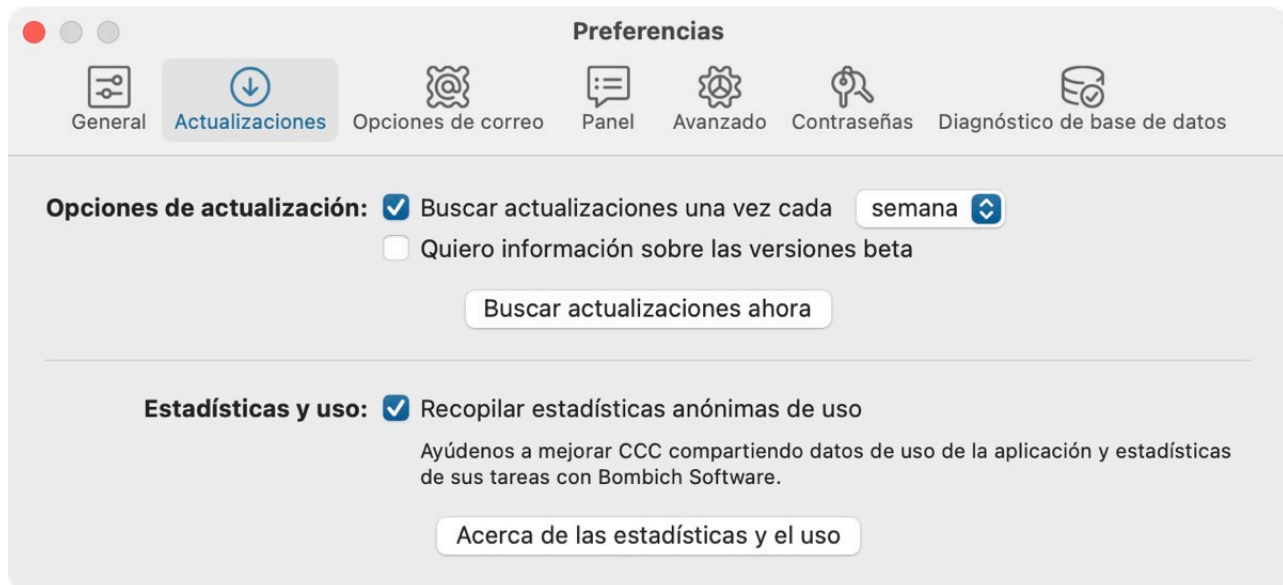 Preferencias
General
Actualizaciones
Opciones de correo
Panel
Avanzado
Contraseñas
Diagnóstico de base de datos
Opciones de actualización: Buscar actualizaciones una vez cada semana
Quiero información sobre las versiones beta
Buscar actualizaciones ahora
Estadísticas y uso: Recopilar estadísticas anónimas de uso
Ayúdenos a mejorar CCC compartiendo datos de uso de la aplicación y estadísticas
de sus tareas con Bombich Software.
Acerca de las estadísticas y el uso